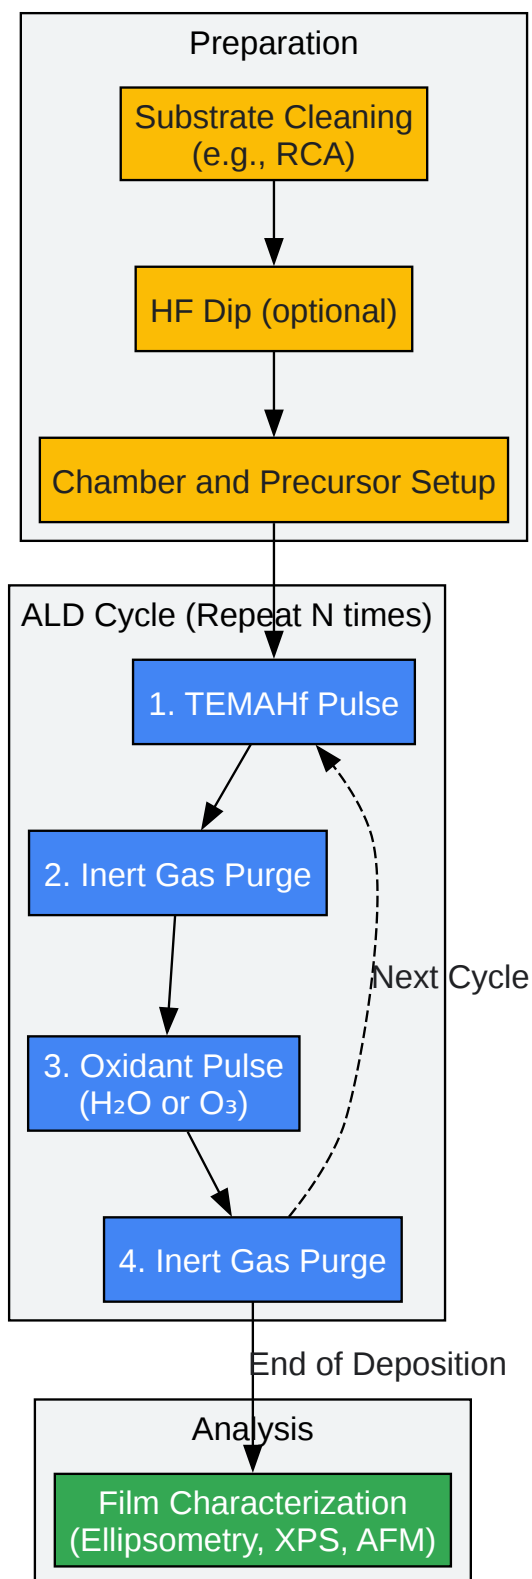 Preparation
Substrate Cleaning
(e.g., RCA)
HF Dip (optional)
Chamber and Precursor Setup
ALD Cycle (Repeat N times)
1. TEMAHf Pulse
2. Inert Gas Purge
Next Cycle
3. Oxidant Pulse
(H₂O or O₃)
4. Inert Gas Purge
End of Deposition
Analysis
Film Characterization
(Ellipsometry, XPS, AFM)